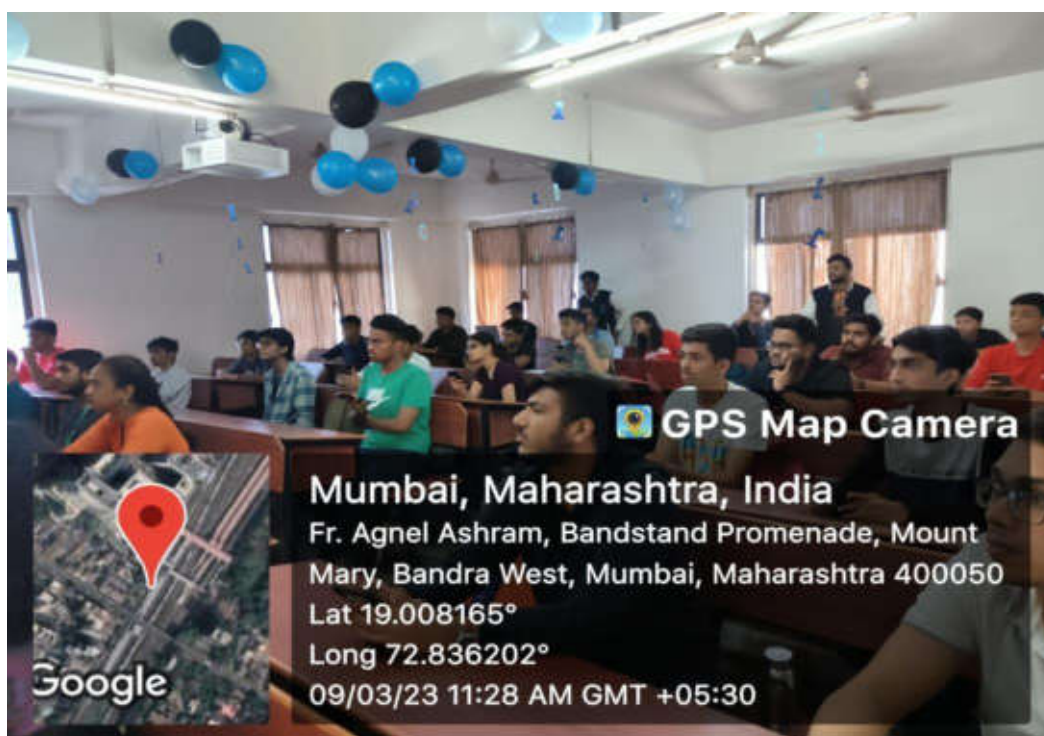 GPS Map Camera
Mumbai, Maharashtra, India
Fr. Agnel Ashram, Bandstand Promenade, Mount
Mary, Bandra West, Mumbai, Maharashtra 400050
Lat 19.008165°
Long 72.836202°
09/03/23 11:28 AM GMT +05:30
Google